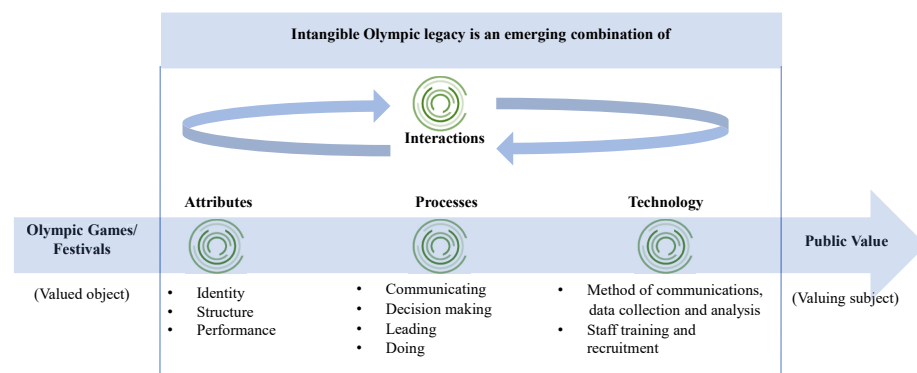 Intangible Olympic legacy is an emerging combination of
Interactions
Attributes
Processes
Technology
Olympic Games/
Festivals
Public Value
(Valued object)
• Identity
• Structure
• Performance
• Communicating
• Decision making
• Leading
• Doing
• Method of communications,
data collection and analysis
• Staff training and
recruitment
(Valuing subject)